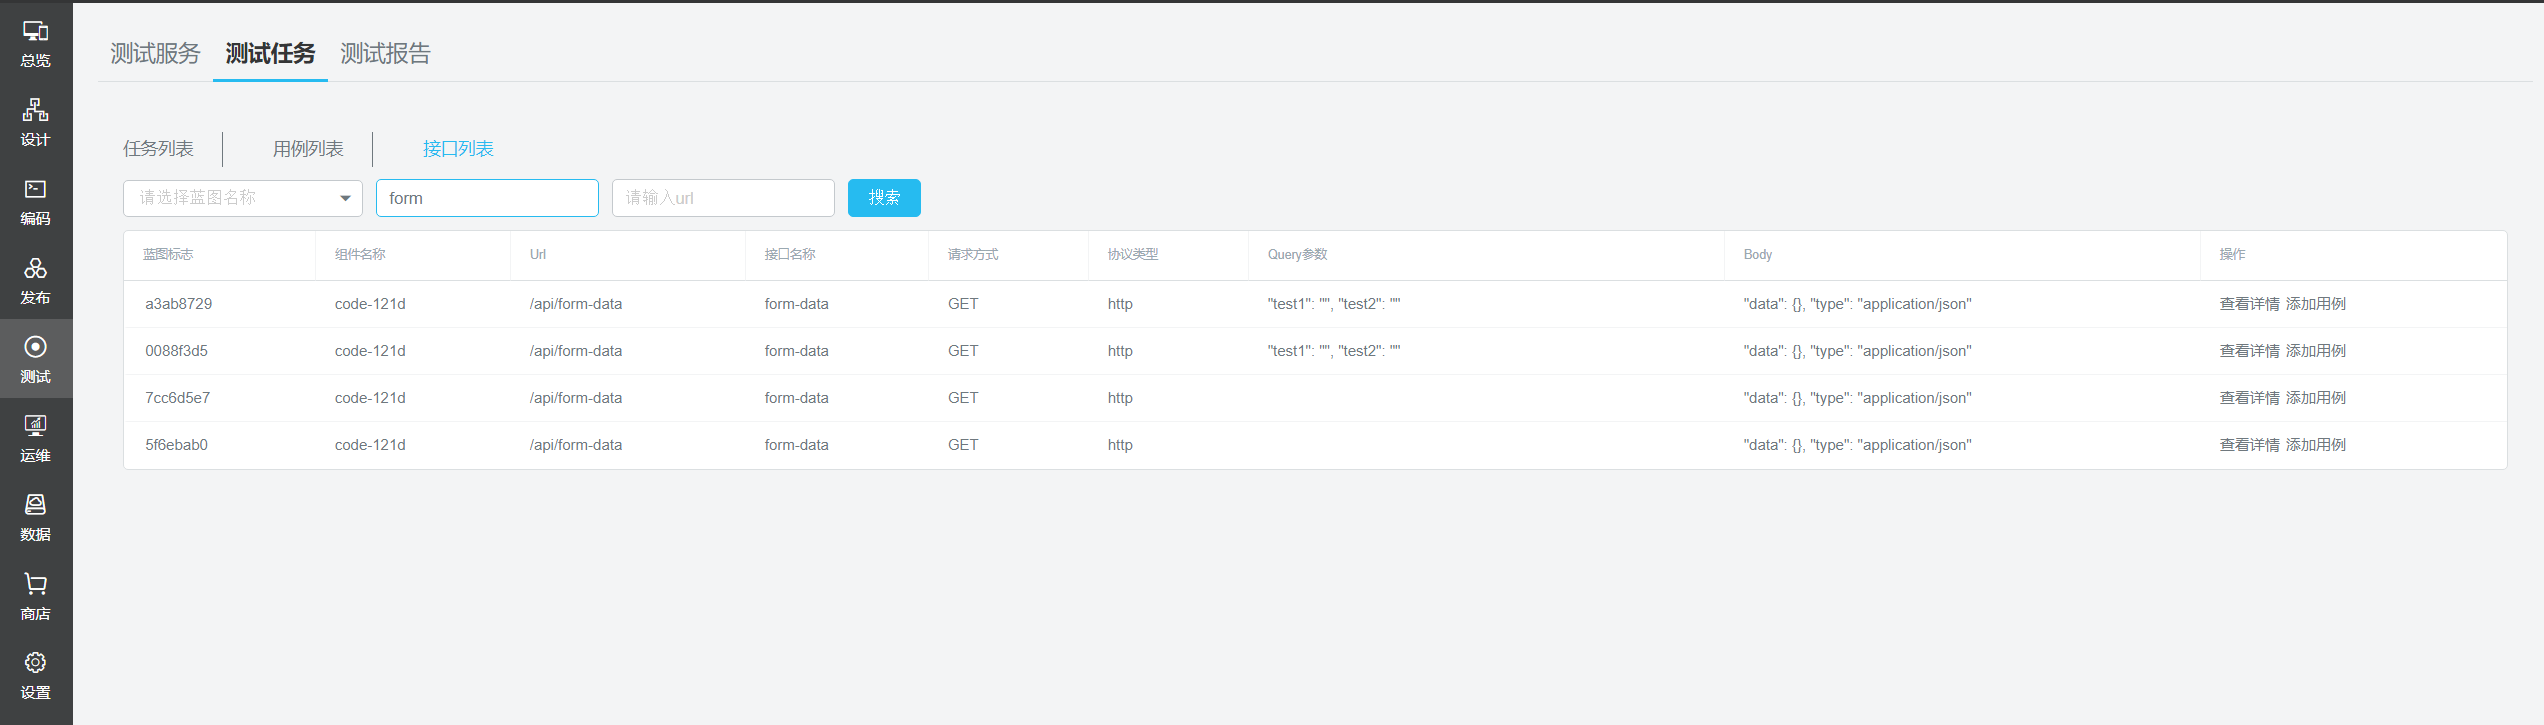 总览
设计
编码
发布
测试
运维
数据
商店
设置
测试服务 测试任务 测试报告
任务列表 用例列表 接口列表
请选择蓝图名称 form 请输入url 搜索
蓝图标志 组件名称 Url 接口名称 请求方式 协议类型 Query参数 Body 操作
a3ab8729 code-121d /api/form-data form-data GET http "test1": "", "test2": "" "data": {}, "type": "application/json" 查看详情 添加用例
0088f3d5 code-121d /api/form-data form-data GET http "test1": "", "test2": "" "data": {}, "type": "application/json" 查看详情 添加用例
7cc6d5e7 code-121d /api/form-data form-data GET http "data": {}, "type": "application/json" 查看详情 添加用例
5f6ebab0 code-121d /api/form-data form-data GET http "data": {}, "type": "application/json" 查看详情 添加用例